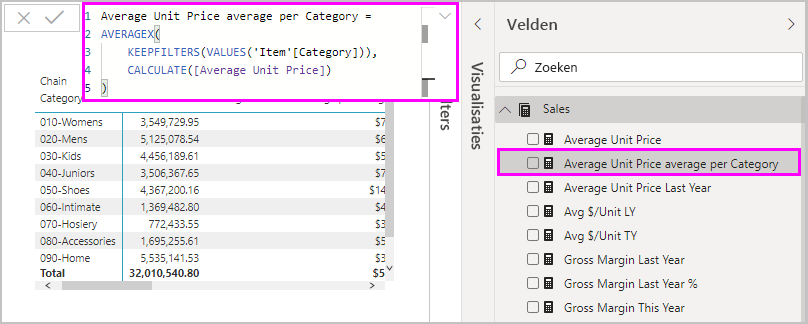 1 Average Unit Price average per Category =
2 AVERAGEX(
3 KEEPFILTERS(VALUES('Item'[Category])),
4 CALCULATE([Average Unit Price])
5 )
Chain
Category
010-Womens 3,549,729.95 $7
020-Mens 5,125,078.54 $6
030-Kids 4,456,189.61 $5
040-Juniors 3,506,367.65 $7
050-Shoes 4,367,200.16 $14
060-Intimate 1,369,482.80 $4
070-Hosiery 772,433.55 $3
080-Accessories 1,695,255.61 $5
090-Home 5,535,141.53 $3
Total 32,010,540.80 $5
Visualisaties
Velden
Zoeken
Sales
Average Unit Price
Average Unit Price average per Category
Average Unit Price Last Year
Avg $/Unit LY
Avg $/Unit TY
Gross Margin Last Year
Gross Margin Last Year %
Gross Margin This Year